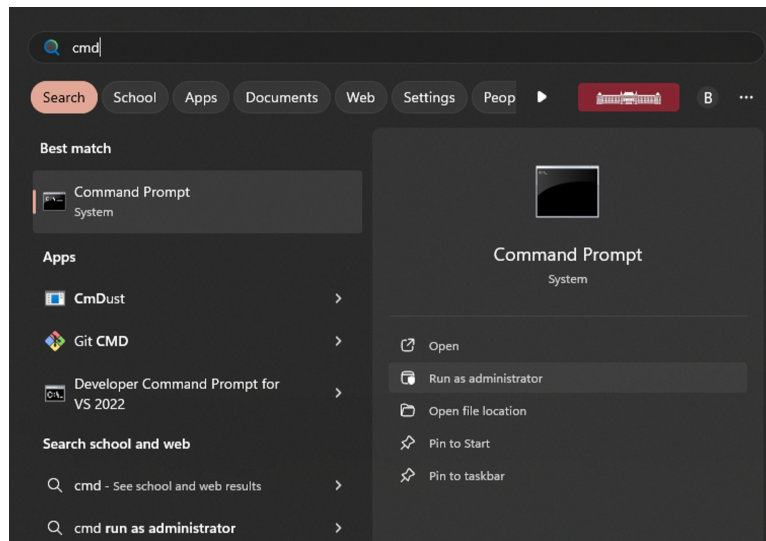 cmd
Search School Apps Documents Web Settings Peop B
Best match
Command Prompt
System
Apps
CmDust
Git CMD
Developer Command Prompt for
VS 2022
Search school and web
cmd - See school and web results
cmd run as administrator
Command Prompt
System
Open
Run as administrator
Open file location
Pin to Start
Pin to taskbar